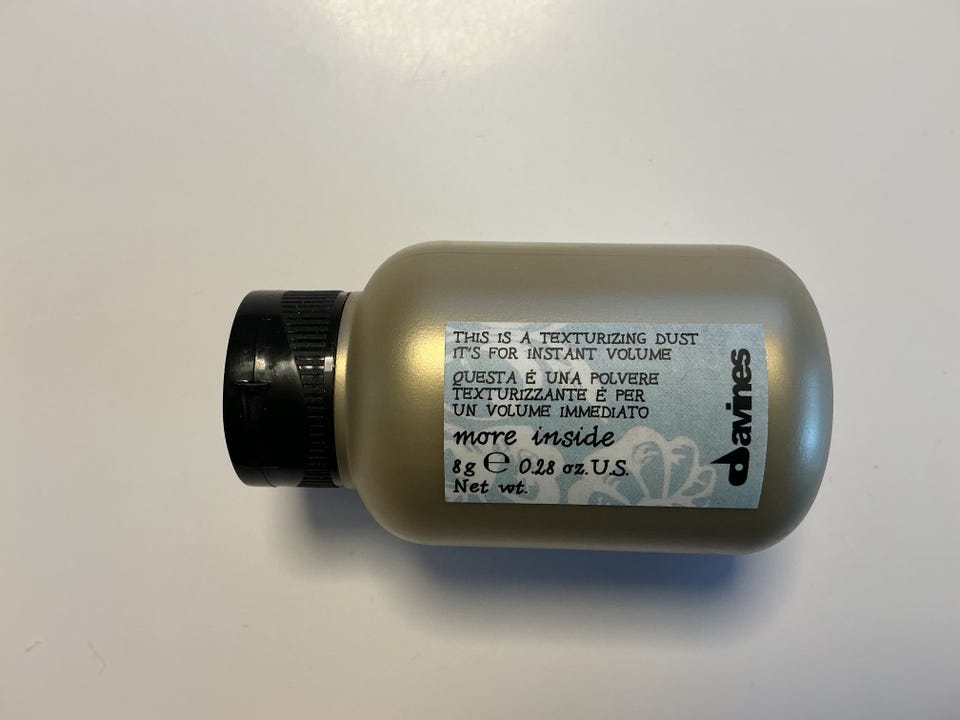 THIS IS A TEXTURIZING DUST
IT'S FOR INSTANT VOLUME
QUESTA É UNA POLVERE
TEXTURIZZANTE È PER
UN VOLUME IMMEDIATO
more inside
8g ℮ 0.28 oz. U.S.
Net wt.
davines